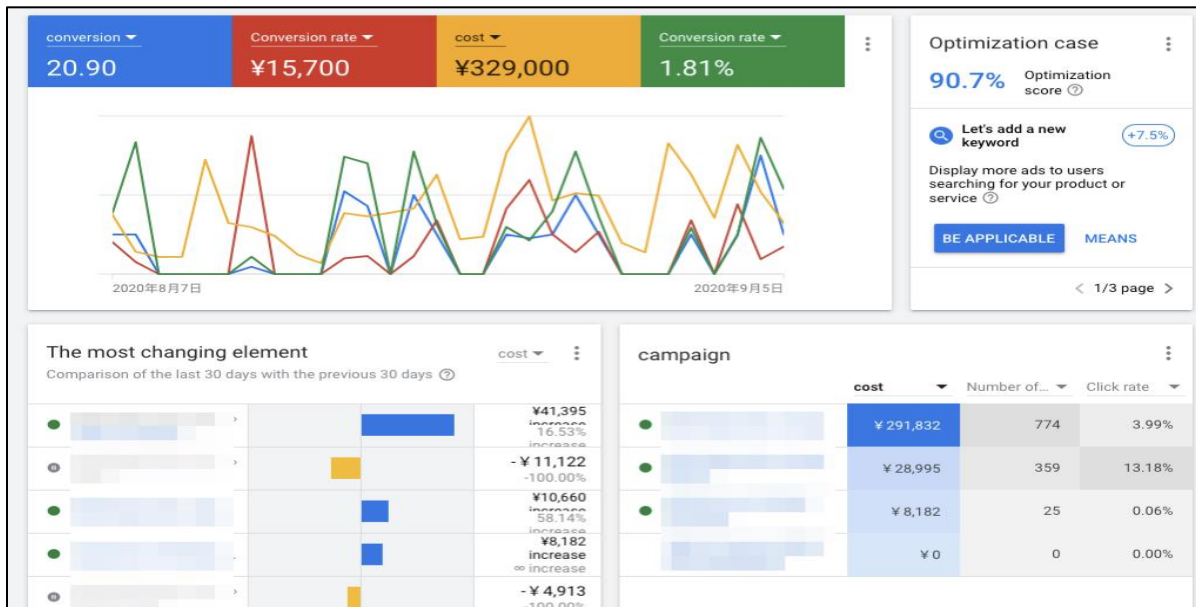 conversion
20.90
Conversion rate
¥15,700
cost
¥329,000
Conversion rate
1.81%
2020年8月7日
2020年9月5日
Optimization case
90.7%
Optimization
score
Let's add a new
keyword
+7.5%
Display more ads to users
searching for your product or
service
BE APPLICABLE
MEANS
1/3 page
The most changing element
cost
Comparison of the last 30 days with the previous 30 days
¥41,395
increase
16.53%
increase
- ¥ 11,122
-100.00%
¥10,660
increase
58.14%
increase
¥8,182
increase
∞ increase
- ¥ 4,913
-100.00%
campaign
cost
Number of...
Click rate
¥ 291,832
774
3.99%
¥ 28,995
359
13.18%
¥ 8,182
25
0.06%
¥ 0
0
0.00%